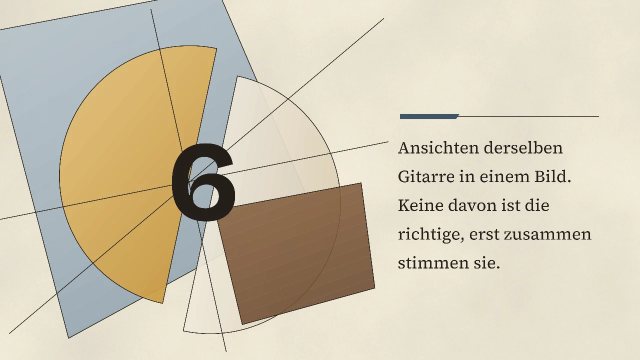 6
Ansichten derselben
Gitarre in einem Bild.
Keine davon ist die
richtige, erst zusammen
stimmen sie.